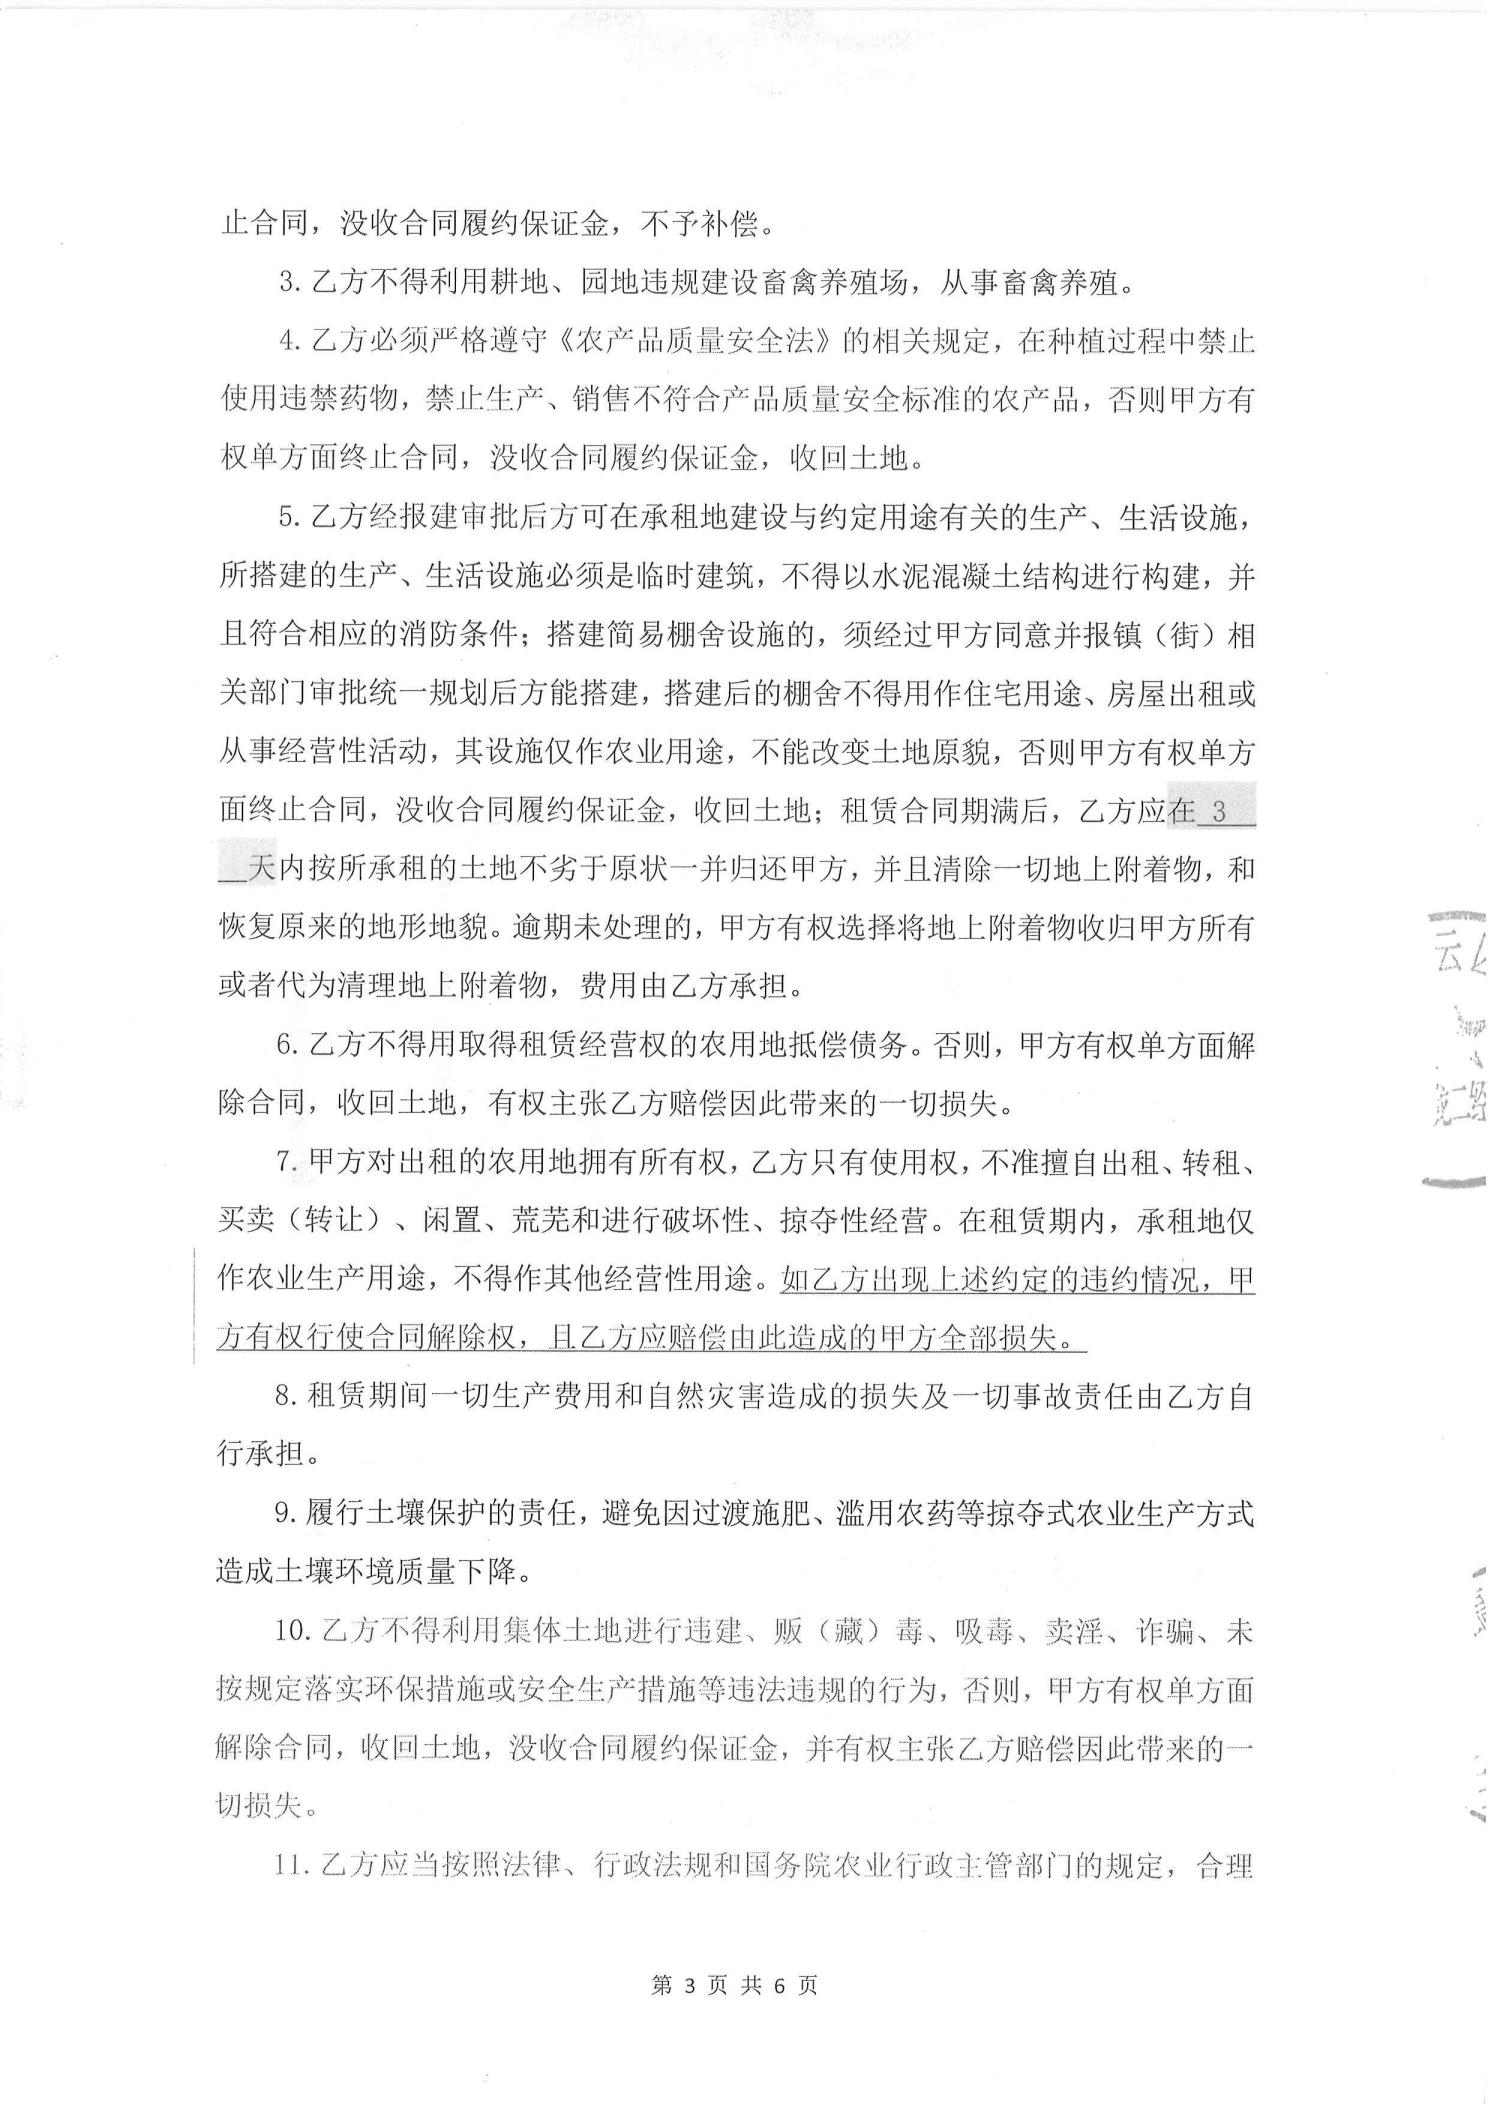 止合同，没收合同履约保证金，不予补偿。
3.乙方不得利用耕地、园地违规建设畜禽养殖场，从事畜禽养殖。
4.乙方必须严格遵守《农产品质量安全法》的相关规定，在种植过程中禁止
使用违禁药物，禁止生产、销售不符合产品质量安全标准的农产品，否则甲方有
权单方面终止合同，没收合同履约保证金，收回土地。
5.乙方经报建审批后方可在承租地建设与约定用途有关的生产、生活设施，
所搭建的生产、生活设施必须是临时建筑，不得以水泥混凝土结构进行构建，并
且符合相应的消防条件；搭建简易棚舍设施的，须经过甲方同意并报镇（街）相
关部门审批统一规划后方能搭建，搭建后的棚舍不得用作住宅用途、房屋出租或
从事经营性活动，其设施仅作农业用途，不能改变土地原貌，否则甲方有权单方
面终止合同，没收合同履约保证金，收回土地；租赁合同期满后，乙方应在 3
天内按所承租的土地不劣于原状一并归还甲方，并且清除一切地上附着物，和
恢复原来的地形地貌。逾期未处理的，甲方有权选择将地上附着物收归甲方所有
或者代为清理地上附着物，费用由乙方承担。
6.乙方不得用取得租赁经营权的农用地抵偿债务。否则，甲方有权单方面解
除合同，收回土地，有权主张乙方赔偿因此带来的一切损失。
7.甲方对出租的农用地拥有所有权，乙方只有使用权，不准擅自出租、转租、
买卖（转让）、闲置、荒芜和进行破坏性、掠夺性经营。在租赁期内，承租地仅
作农业生产用途，不得作其他经营性用途。如乙方出现上述约定的违约情况，甲
方有权行使合同解除权，且乙方应赔偿由此造成的甲方全部损失。
8.租赁期间一切生产费用和自然灾害造成的损失及一切事故责任由乙方自
行承担。
9.履行土壤保护的责任，避免因过渡施肥、滥用农药等掠夺式农业生产方式
造成土壤环境质量下降。
10.乙方不得利用集体土地进行违建、贩（藏）毒、吸毒、卖淫、诈骗、未
按规定落实环保措施或安全生产措施等违法违规的行为，否则，甲方有权单方面
解除合同，收回土地，没收合同履约保证金，并有权主张乙方赔偿因此带来的一
切损失。
11.乙方应当按照法律、行政法规和国务院农业行政主管部门的规定，合理
第 3 页 共 6 页